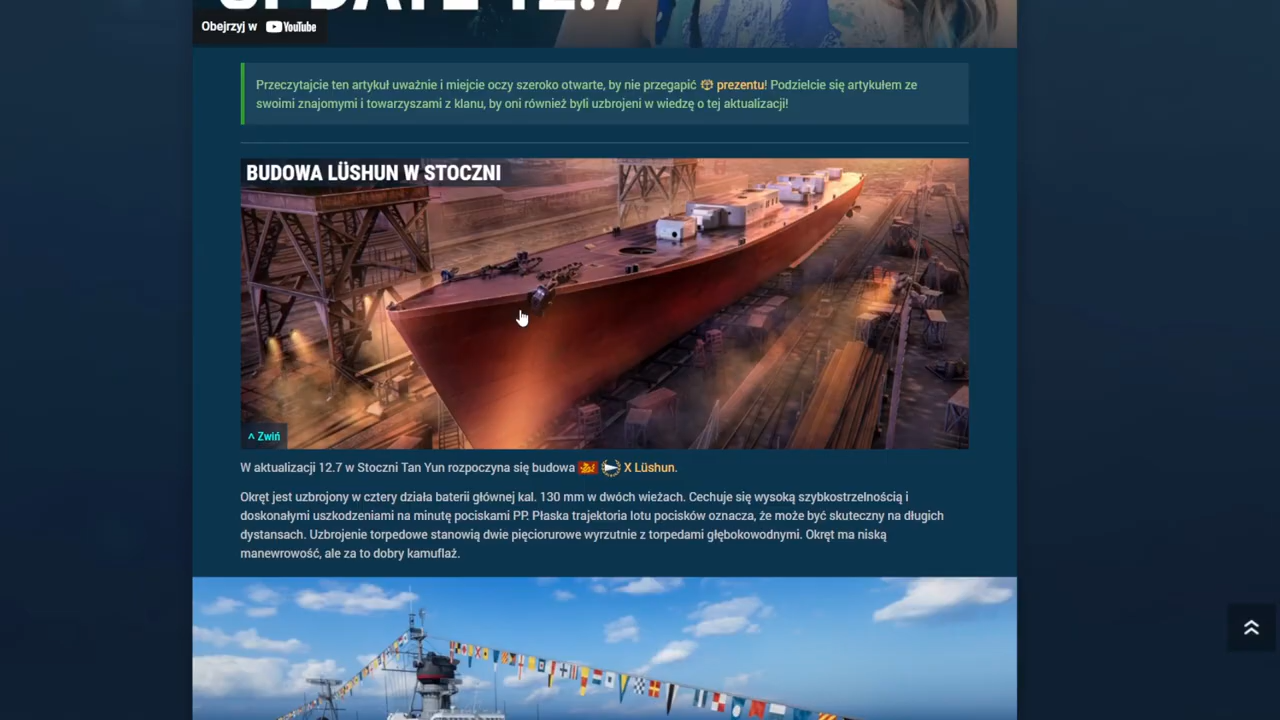 UPDATE 12.7
Obejrzyj w YouTube
Przeczytajcie ten artykuł uważnie i miejcie oczy szeroko otwarte, by nie przegapić prezentu! Podzielcie się artykułem ze
swoimi znajomymi i towarzyszami z klanu, by oni również byli uzbrojeni w wiedzę o tej aktualizacji!
BUDOWA LÜSHUN W STOCZNI
^ Zwiń
W aktualizacji 12.7 w Stoczni Tan Yun rozpoczyna się budowa X Lüshun.
Okręt jest uzbrojony w cztery działa baterii głównej kal. 130 mm w dwóch wieżach. Cechuje się wysoką szybkostrzelnością i
doskonałymi uszkodzeniami na minutę pociskami PP. Płaska trajektoria lotu pocisków oznacza, że może być skuteczny na długich
dystansach. Uzbrojenie torpedowe stanowią dwie pięciorurowe wyrzutnie z torpedami głębokowodnymi. Okręt ma niską
manewrowość, ale za to dobry kamuflaż.